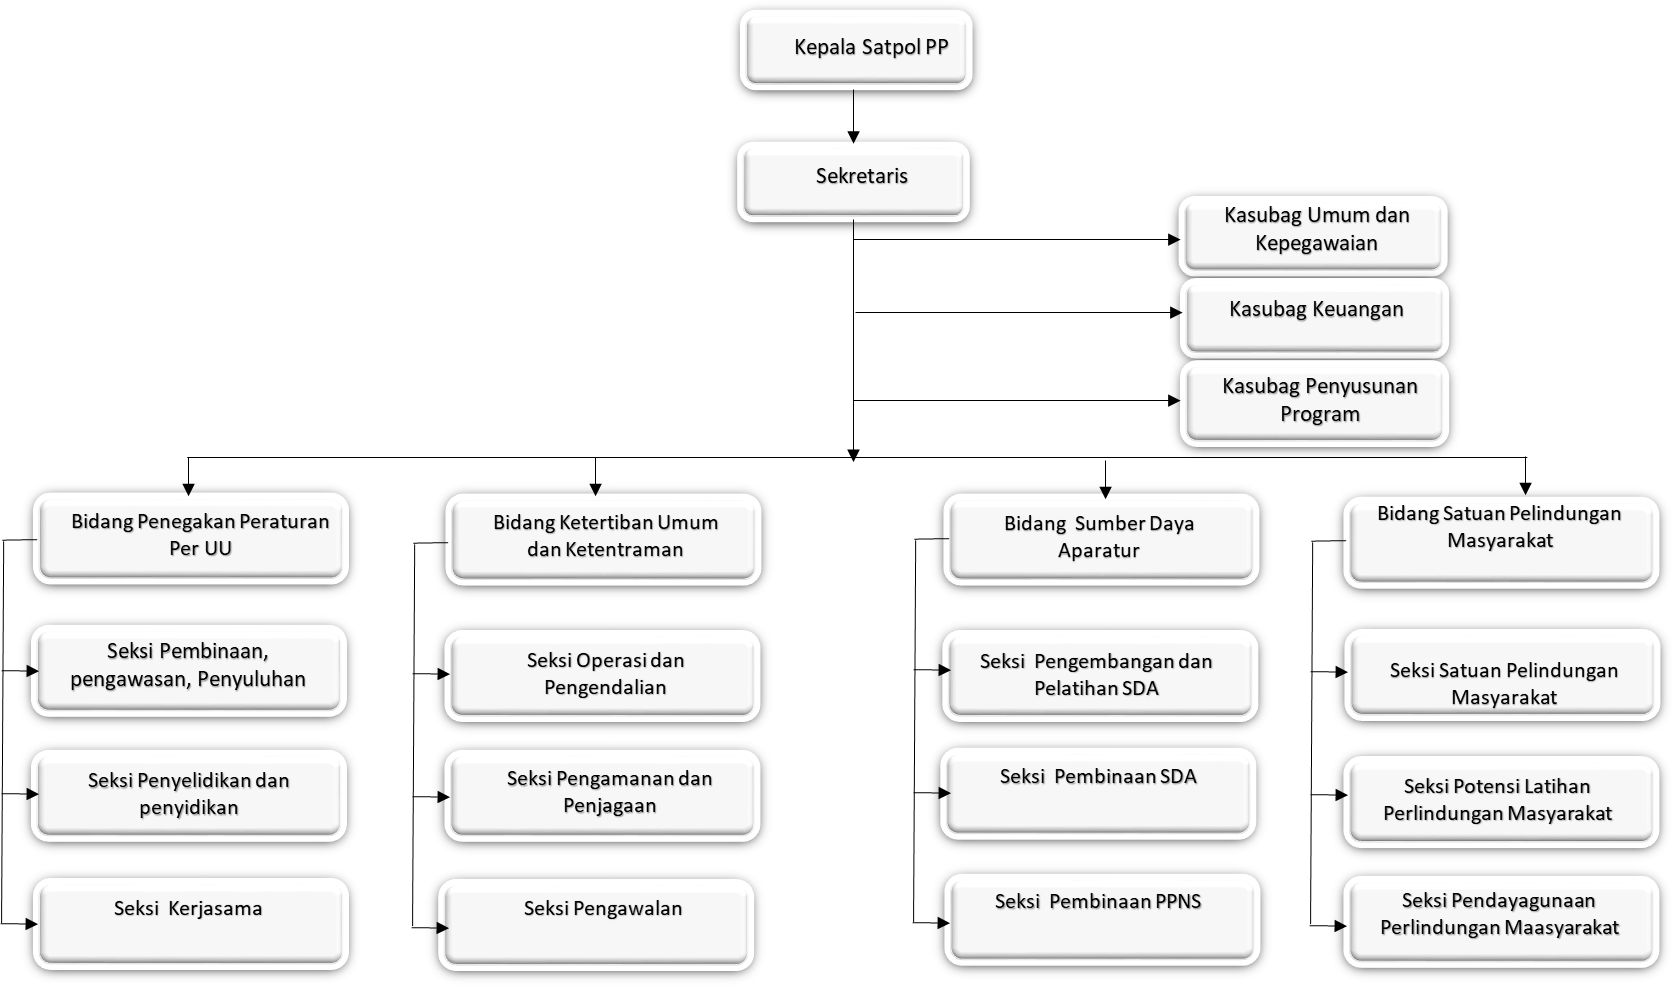 Kepala Satpol PP
Sekretaris
Kasubag Umum dan
Kepegawaian
Kasubag Keuangan
Kasubag Penyusunan
Program
Bidang Penegakan Peraturan
Per UU
Bidang Ketertiban Umum
dan Ketentraman
Bidang Sumber Daya
Aparatur
Bidang Satuan Pelindungan
Masyarakat
Seksi Pembinaan,
pengawasan, Penyuluhan
Seksi Operasi dan
Pengendalian
Seksi Pengembangan dan
Pelatihan SDA
Seksi Satuan Pelindungan
Masyarakat
Seksi Penyelidikan dan
penyidikan
Seksi Pengamanan dan
Penjagaan
Seksi Pembinaan SDA
Seksi Potensi Latihan
Perlindungan Masyarakat
Seksi Kerjasama
Seksi Pengawalan
Seksi Pembinaan PPNS
Seksi Pendayagunaan
Perlindungan Maasyarakat